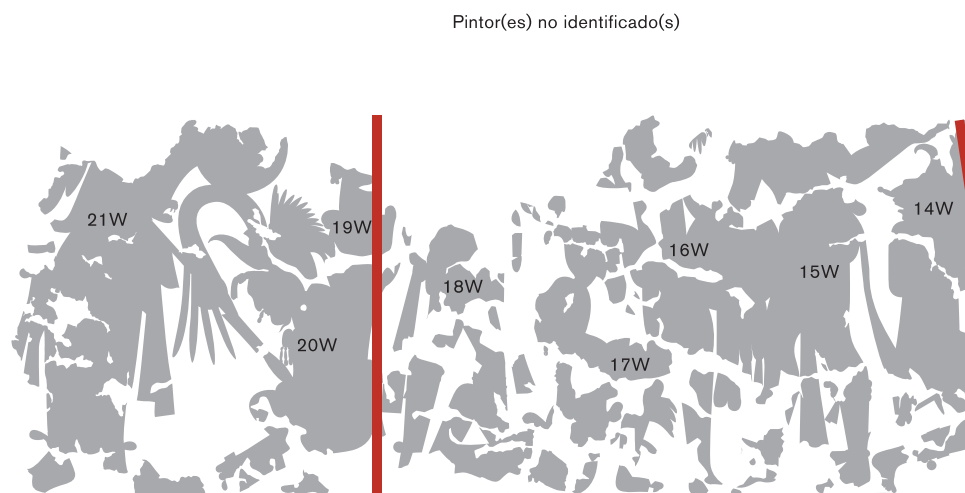 Pintor(es) no identificado(s)
21W
19W
14W
16W
15W
18W
20W
17W